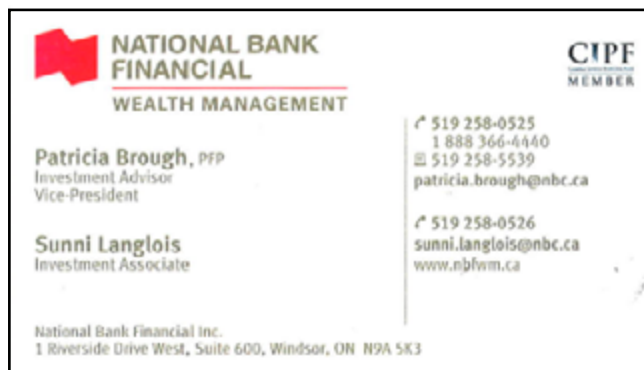 NATIONAL BANK
FINANCIAL
WEALTH MANAGEMENT
CIPF
MEMBER
Patricia Brough, PFP
Investment Advisor
Vice-President
Sunni Langlois
Investment Associate
519 258-0525
1 888 366-4440
519 258-5539
patricia.brough@nbc.ca
519 258-0526
sunni.langlois@nbc.ca
www.nbfwm.ca
National Bank Financial Inc.
1 Riverside Drive West, Suite 600, Windsor, ON N9A 5K3